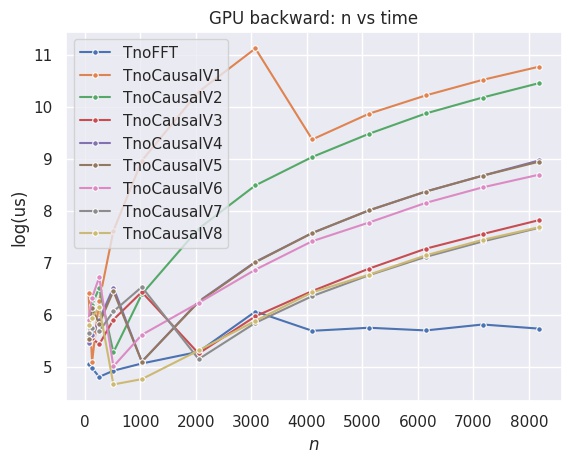 GPU backward: n vs time
11
10
9
8
7
6
5
log(us)
TnoFFT
TnoCausalV1
TnoCausalV2
TnoCausalV3
TnoCausalV4
TnoCausalV5
TnoCausalV6
TnoCausalV7
TnoCausalV8
0 1000 2000 3000 4000 5000 6000 7000 8000
n